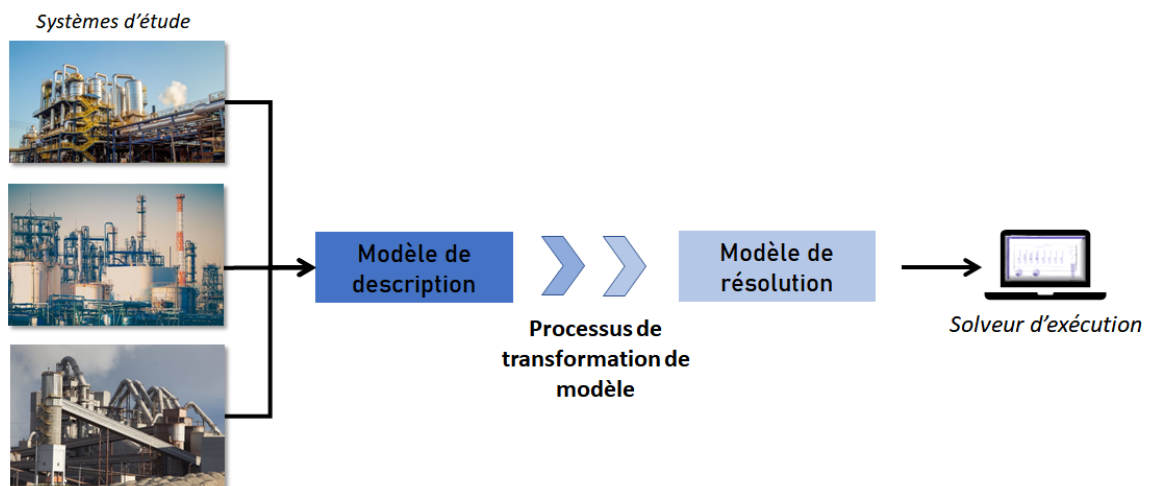 Systèmes d’étude
Modèle de
description
Modèle de
résolution
Processus de
transformation de
modèle
Solveur d’exécution